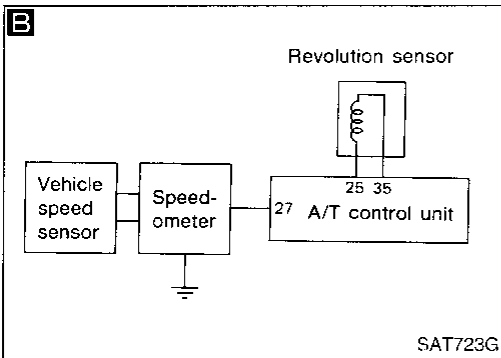 B
Revolution sensor
25 35
Vehicle
speed
sensor
Speed-
ometer
27 A/T control unit
SAT723G